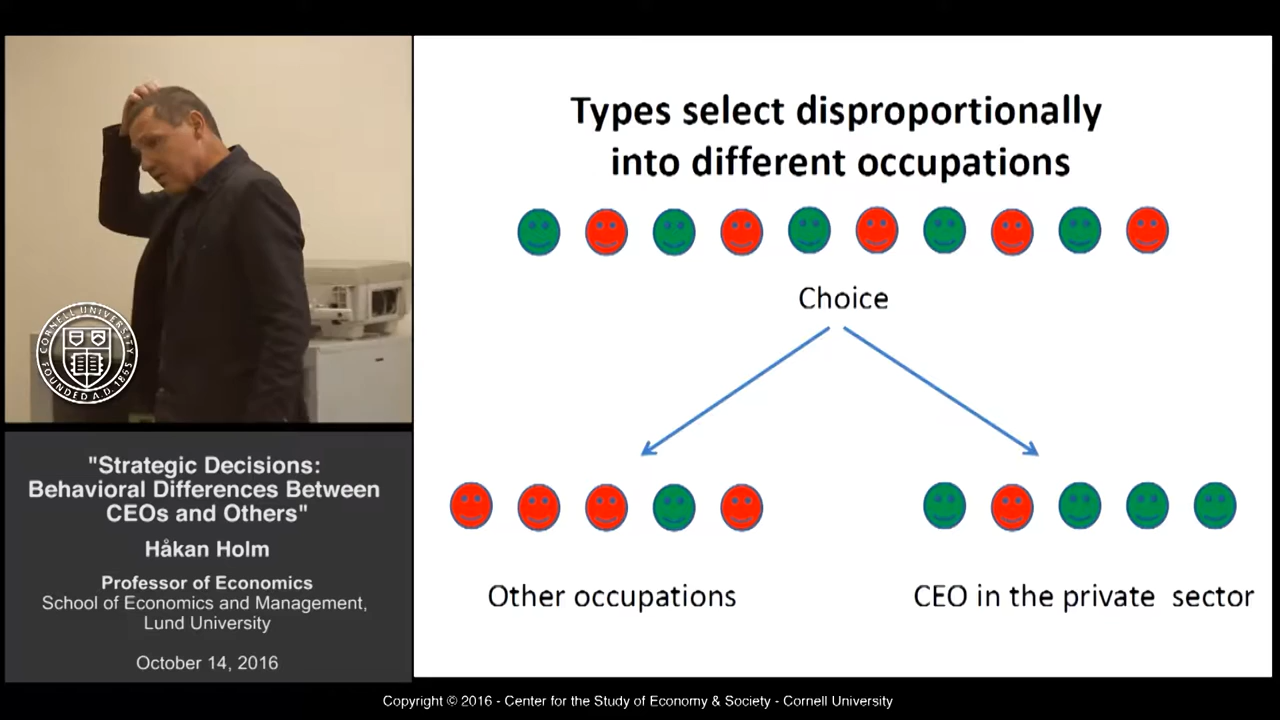 Types select disproportionally
into different occupations
Choice
Other occupations
CEO in the private sector
CORNELL UNIVERSITY
FOUNDED A.D. 1865
"Strategic Decisions:
Behavioral Differences Between
CEOs and Others"
Håkan Holm
Professor of Economics
School of Economics and Management,
Lund University
October 14, 2016
Copyright © 2016 - Center for the Study of Economy & Society - Cornell University